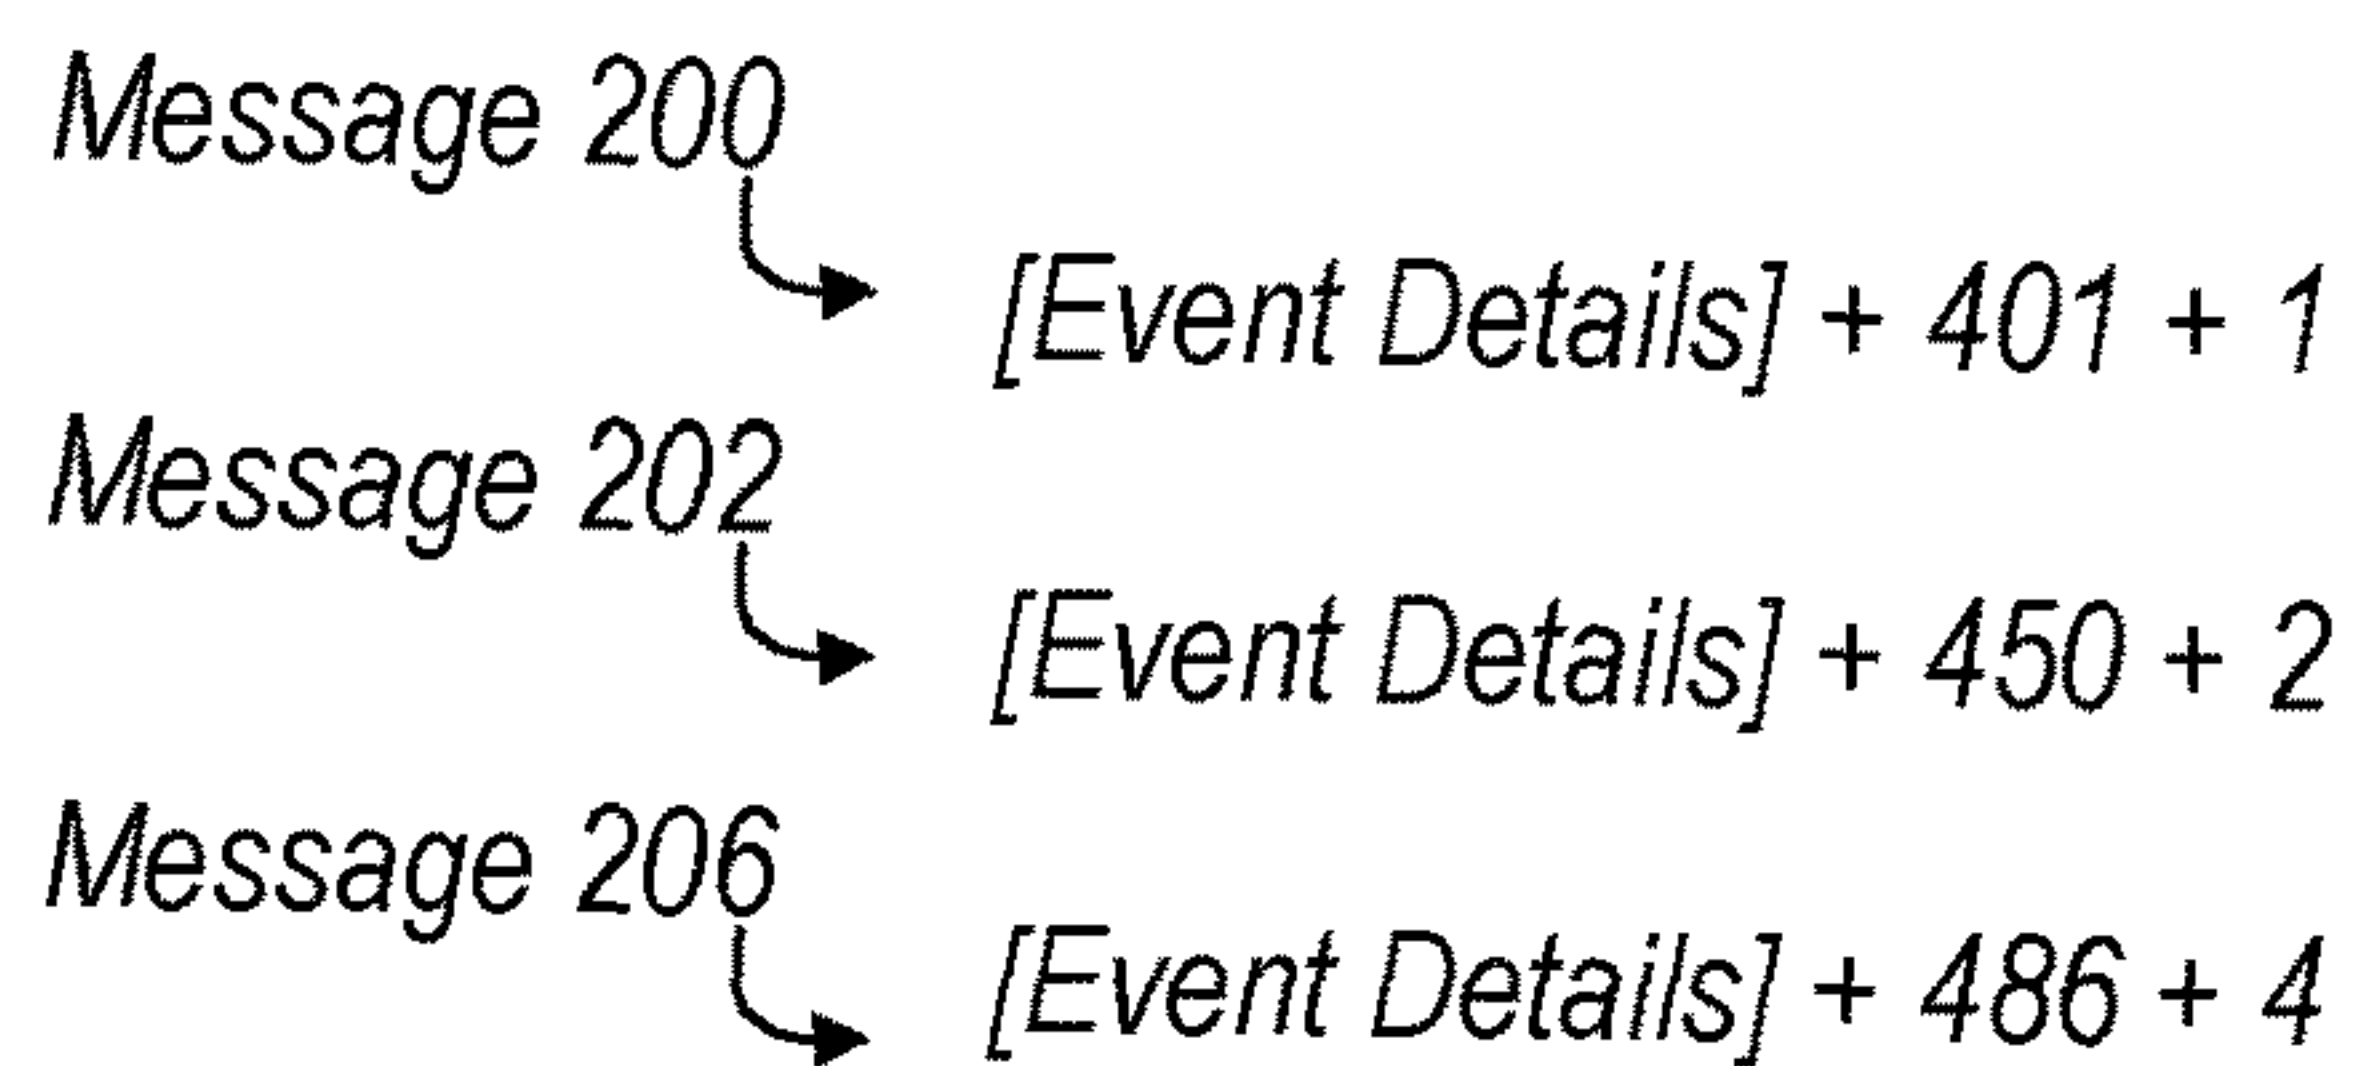 Message 200
[Event Details] + 401 + 1
Message 202
[Event Details] + 450 + 2
Message 206
[Event Details] + 486 + 4